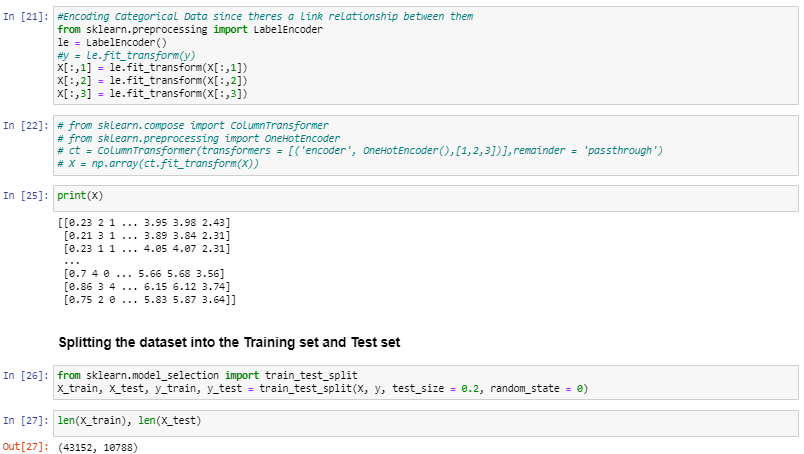 In [21]: #Encoding Categorical Data since theres a link relationship between them
from sklearn.preprocessing import LabelEncoder
le = LabelEncoder()
#y = le.fit_transform(y)
X[:,1] = le.fit_transform(X[:,1])
X[:,2] = le.fit_transform(X[:,2])
X[:,3] = le.fit_transform(X[:,3])
In [22]: # from sklearn.compose import ColumnTransformer
# from sklearn.preprocessing import OneHotEncoder
# ct = ColumnTransformer(transformers = [('encoder', OneHotEncoder(),[1,2,3])],remainder = 'passthrough')
# X = np.array(ct.fit_transform(X))
In [25]: print(X)
[[0.23 2 1 ... 3.95 3.98 2.43]
[0.21 3 1 ... 3.89 3.84 2.31]
[0.23 1 1 ... 4.05 4.07 2.31]
...
[0.7 4 0 ... 5.66 5.68 3.56]
[0.86 3 4 ... 6.15 6.12 3.74]
[0.75 2 0 ... 5.83 5.87 3.64]]
Splitting the dataset into the Training set and Test set
In [26]: from sklearn.model_selection import train_test_split
X_train, X_test, y_train, y_test = train_test_split(X, y, test_size = 0.2, random_state = 0)
In [27]: len(X_train), len(X_test)
Out[27]: (43152, 10788)